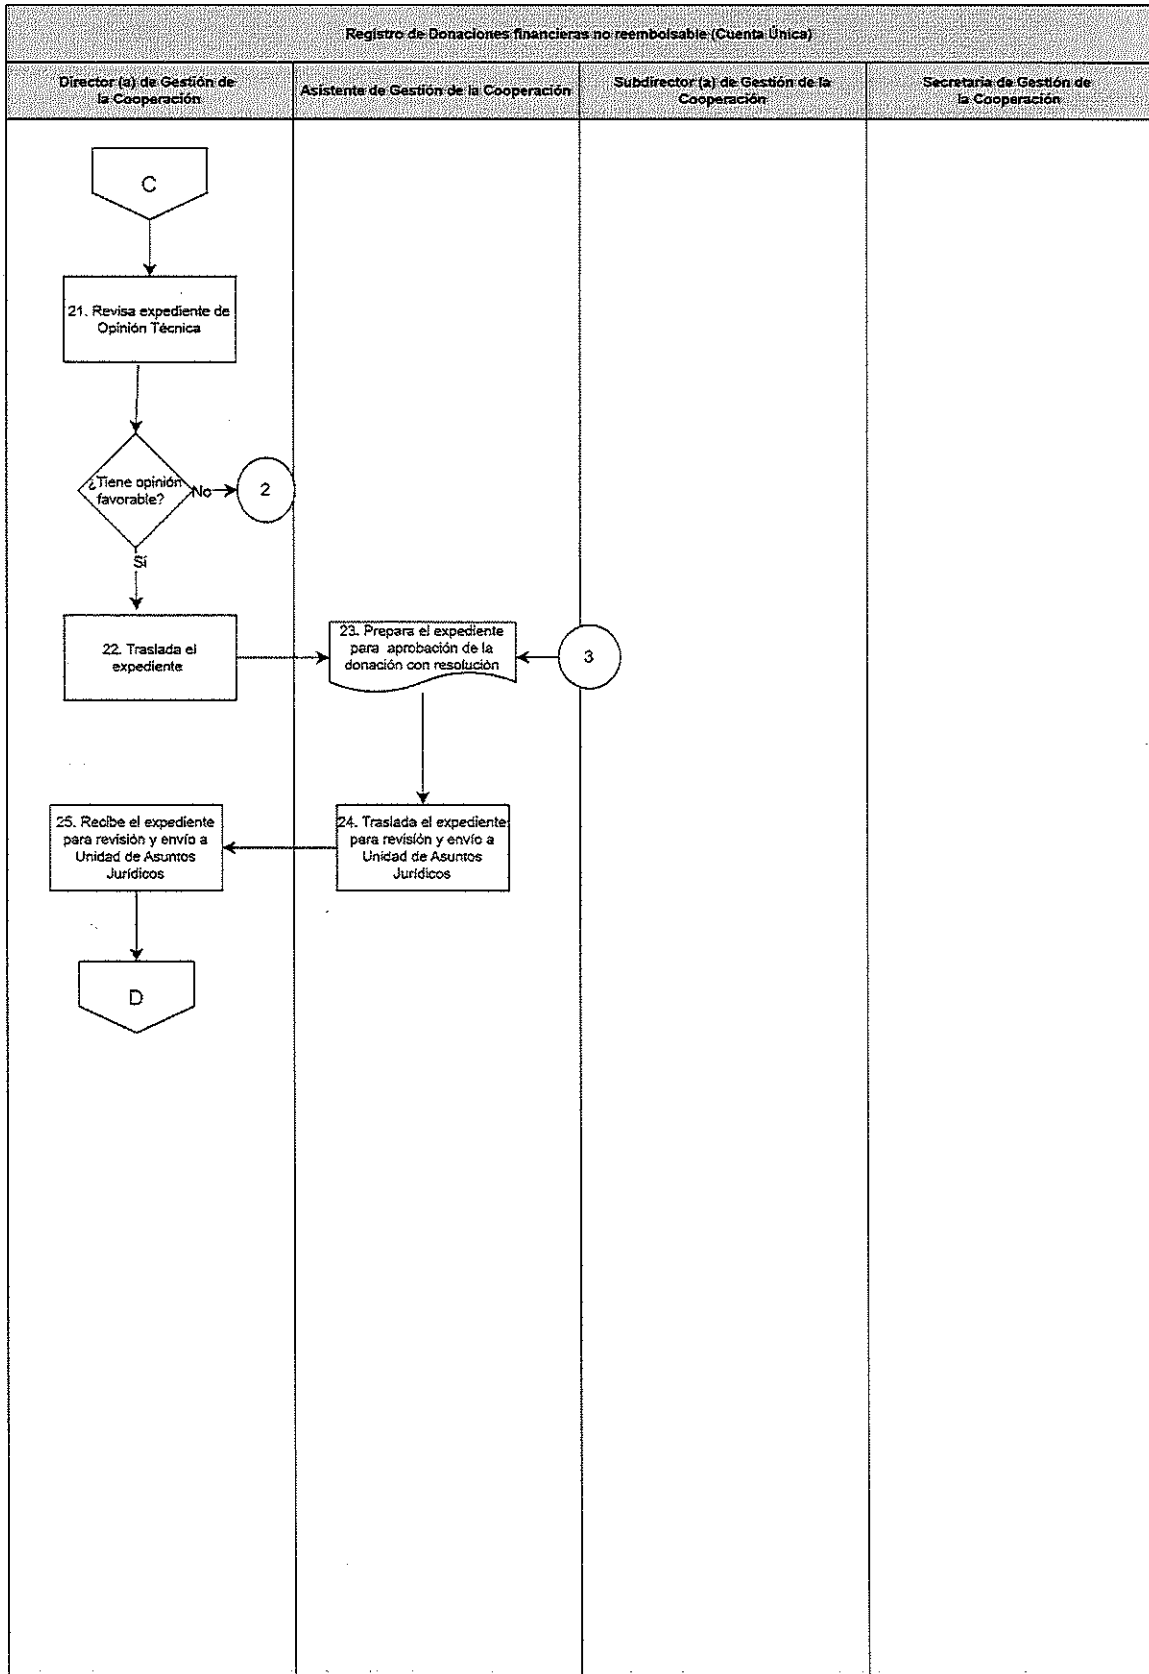 Registro de Donaciones financieras no reembolsable (Cuenta Única)
Director (a) de Gestión de
la Cooperación
Asistente de Gestión de la Cooperación
Subdirector (a) de Gestión de la
Cooperación
Secretaria de Gestión de
la Cooperación
C
21. Revisa expediente de
Opinión Técnica
¿Tiene opinión
favorable?
No
2
Sí
22. Traslada el
expediente
23. Prepara el expediente
para aprobación de la
donación con resolución
3
25. Recibe el expediente
para revisión y envío a
Unidad de Asuntos
Jurídicos
24. Traslada el expediente
para revisión y envío a
Unidad de Asuntos
Jurídicos
D